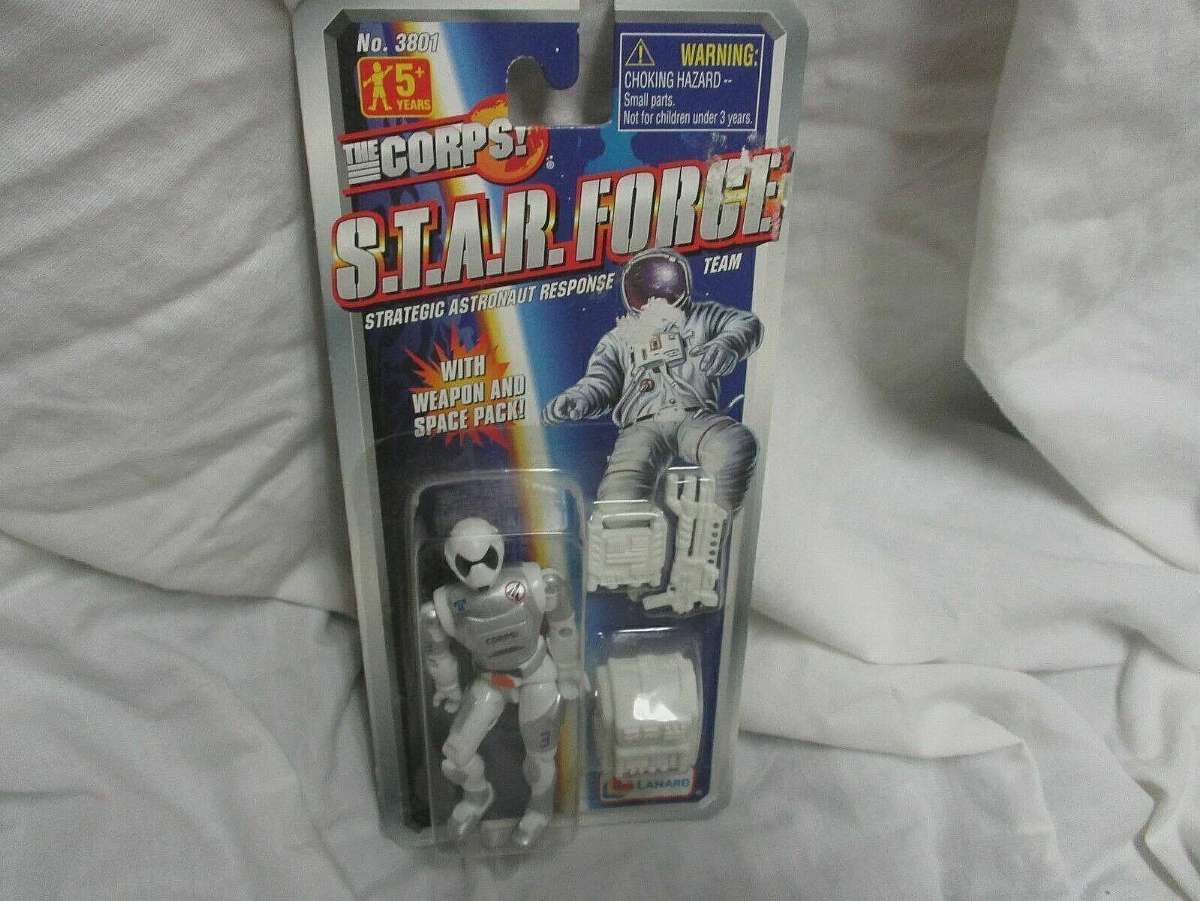 No. 3801
5+
YEARS
WARNING:
CHOKING HAZARD --
Small parts.
Not for children under 3 years.
THE
CORPS!
S.T.A.R. FORCE
STRATEGIC ASTRONAUT RESPONSE TEAM
WITH
WEAPON AND
SPACE PACK!
CORPS!
LANARD